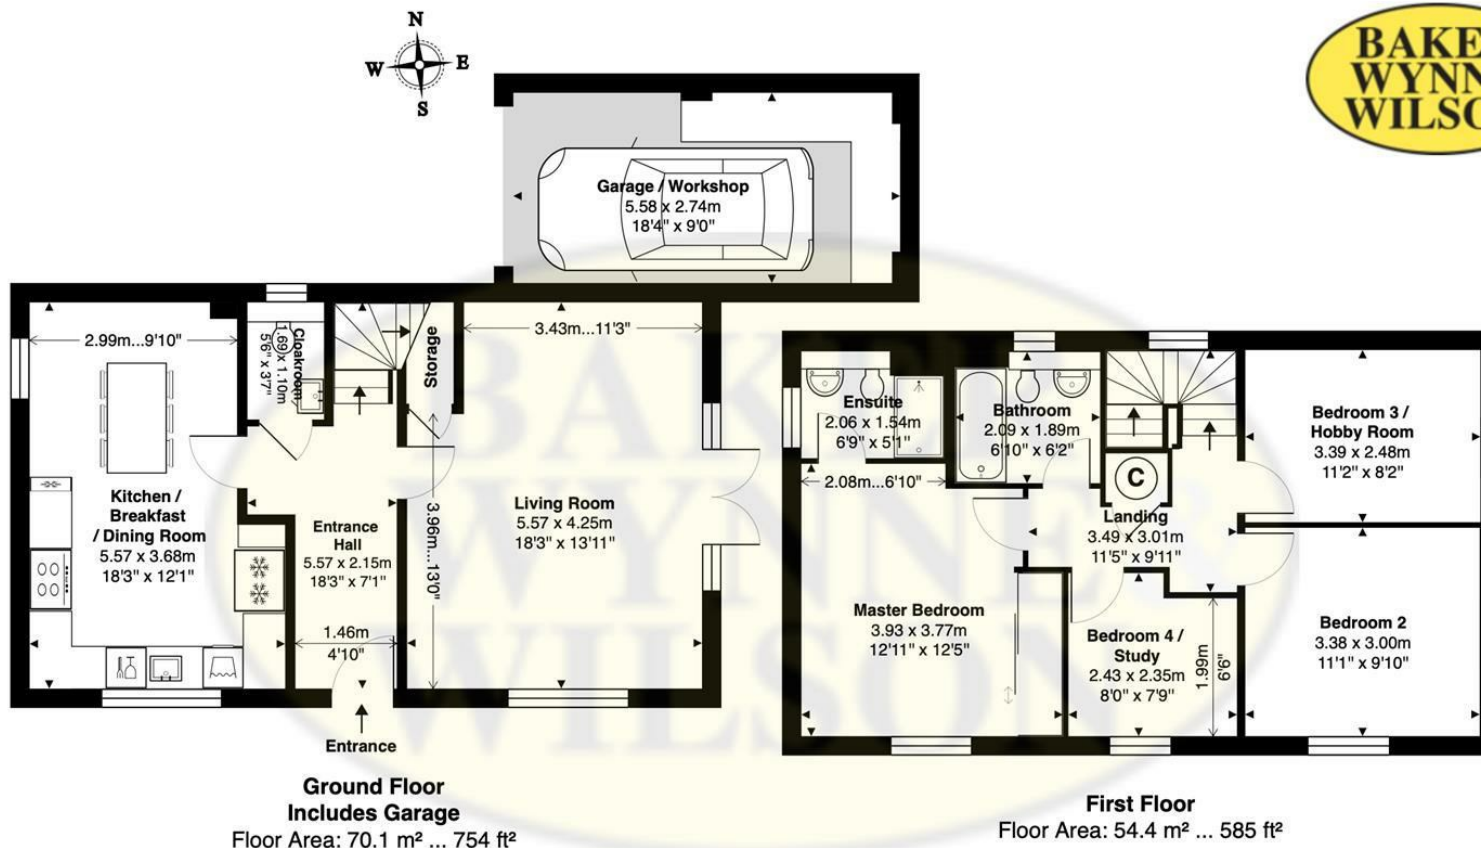 N
W E
S
BAKE
WYNN
WILSO
Garage / Workshop
5.58 x 2.74m
18'4" x 9'0"
2.99m...9'10"
Cloakroom
1.69 x 1.10m
5'6" x 3'7"
Storage
3.43m...11'3"
Kitchen /
Breakfast
/ Dining Room
5.57 x 3.68m
18'3" x 12'1"
Entrance
Hall
5.57 x 2.15m
18'3" x 7'1"
1.46m
4'10"
3.96m...13'0"
Living Room
5.57 x 4.25m
18'3" x 13'11"
Entrance
Ground Floor
Includes Garage
Floor Area: 70.1 m² ... 754 ft²
Ensuite
2.06 x 1.54m
6'9" x 5'1"
2.08m...6'10"
Bathroom
2.09 x 1.89m
6'10" x 6'2"
C
Landing
3.49 x 3.01m
11'5" x 9'11"
Bedroom 3 /
Hobby Room
3.39 x 2.48m
11'2" x 8'2"
Master Bedroom
3.93 x 3.77m
12'11" x 12'5"
Bedroom 4 /
Study
2.43 x 2.35m
8'0" x 7'9"
1.99m
6'6"
Bedroom 2
3.38 x 3.00m
11'1" x 9'10"
First Floor
Floor Area: 54.4 m² ... 585 ft²
BAKER
WYNNE
WILSON